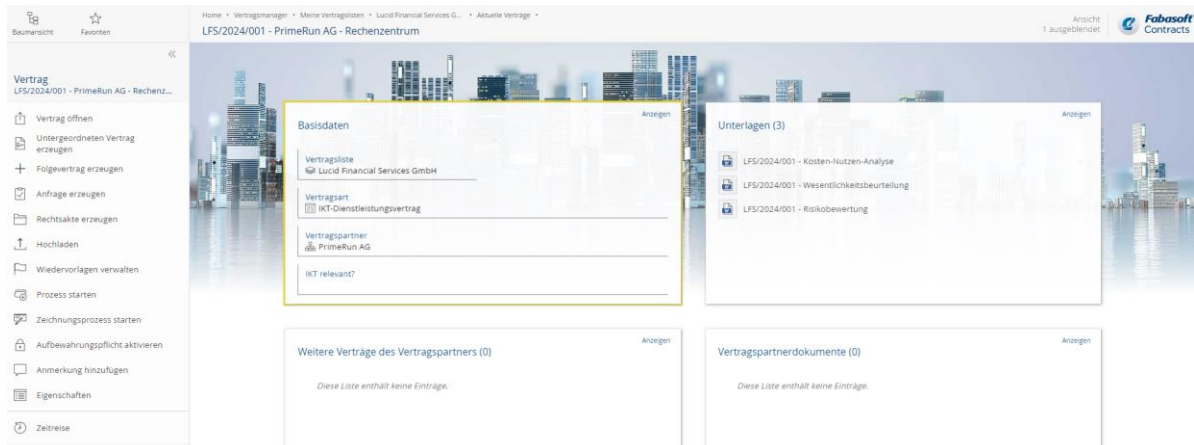 Baumansicht
Favoriten
Home • Vertragsmanager • Meine Vertragslisten • Lucid Financial Services G... • Aktuelle Verträge •
LFS/2024/001 - PrimeRun AG - Rechenzentrum
Ansicht
1 ausgeblendet
Fabasoft
Contracts
Vertrag
LFS/2024/001 - PrimeRun AG - Rechenz...
Vertrag öffnen
Untergeordneten Vertrag
erzeugen
Folgevertrag erzeugen
Anfrage erzeugen
Rechtsakte erzeugen
Hochladen
Wiedervorlagen verwalten
Prozess starten
Zeichnungsprozess starten
Aufbewahrungspflicht aktivieren
Anmerkung hinzufügen
Eigenschaften
Zeitreise
Basisdaten
Anzeigen
Vertragsliste
Lucid Financial Services GmbH
Vertragsart
IKT-Dienstleistungsvertrag
Vertragspartner
PrimeRun AG
IKT relevant?
Unterlagen (3)
Anzeigen
LFS/2024/001 - Kosten-Nutzen-Analyse
LFS/2024/001 - Wesentlichkeitsbeurteilung
LFS/2024/001 - Risikobewertung
Weitere Verträge des Vertragspartners (0)
Anzeigen
Diese Liste enthält keine Einträge.
Vertragspartnerdokumente (0)
Anzeigen
Diese Liste enthält keine Einträge.